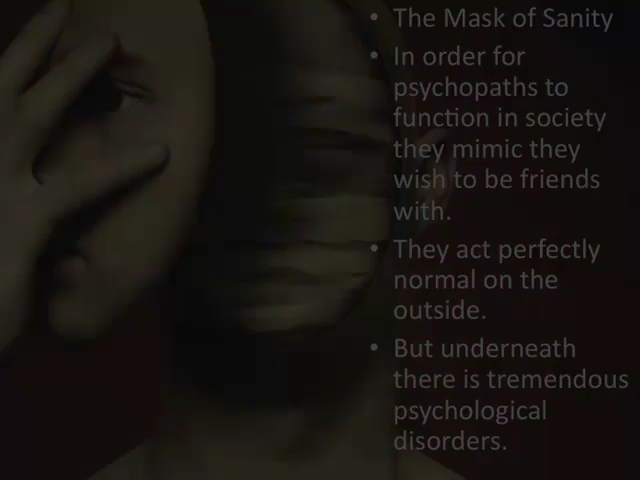 • The Mask of Sanity
• In order for
psychopaths to
function in society
they mimic they
wish to be friends
with.
• They act perfectly
normal on the
outside.
• But underneath
there is tremendous
psychological
disorders.